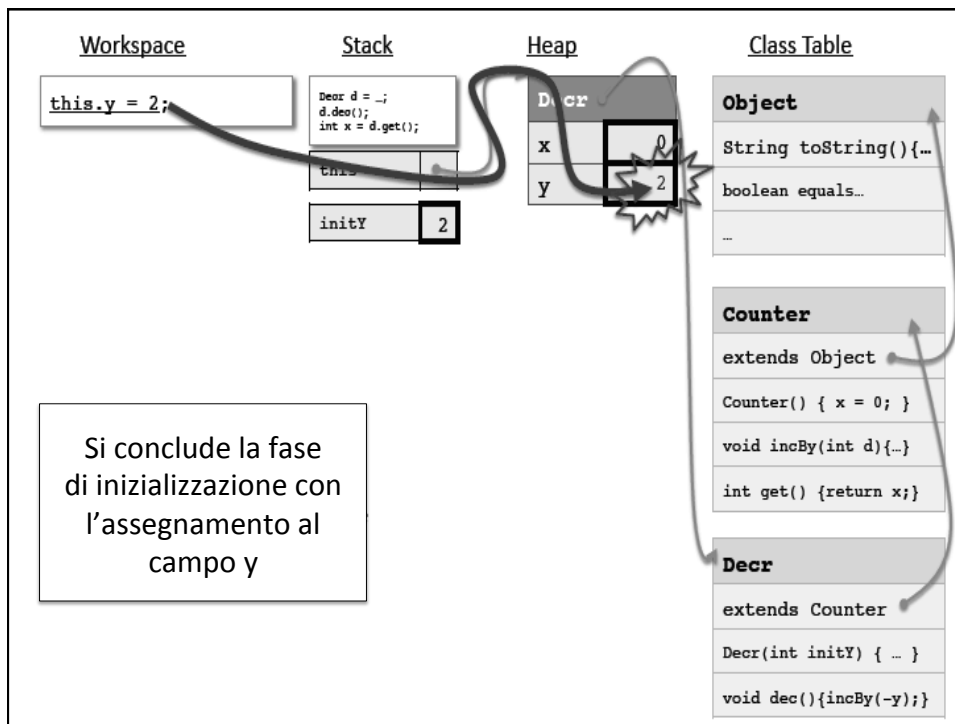 Workspace
Stack
Heap
Class Table
this.y = 2;
Decr d = _;
d.dec();
int x = d.get();
this
initY 2
Decr
x 0
y 2
Object
String toString(){…
boolean equals…
…
Counter
extends Object
Counter() { x = 0; }
void incBy(int d){…}
int get() {return x;}
Decr
extends Counter
Decr(int initY) { … }
void dec(){incBy(-y);}
Si conclude la fase
di inizializzazione con
l’assegnamento al
campo y